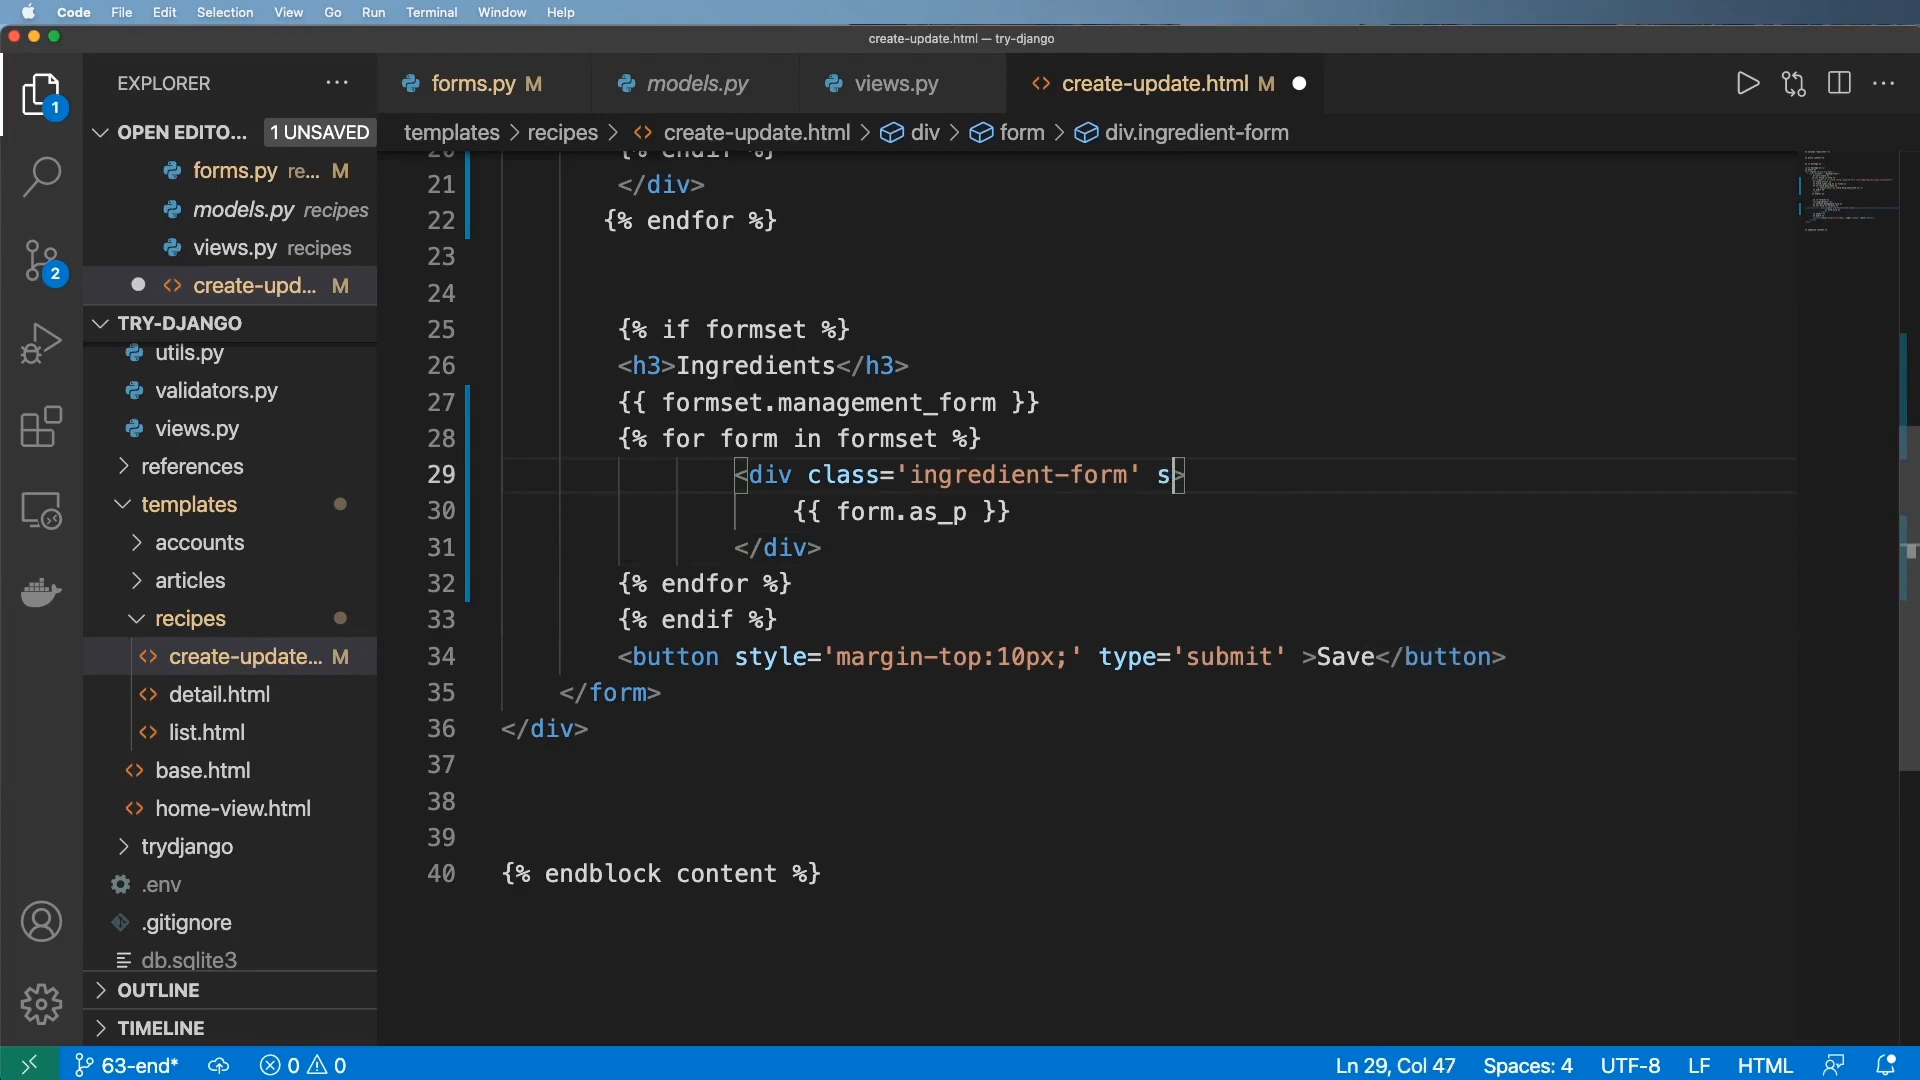 Code File Edit Selection View Go Run Terminal Window Help
create-update.html — try-django
EXPLORER
forms.py M
models.py
views.py
create-update.html M
OPEN EDITO... 1 UNSAVED
templates > recipes > create-update.html > div > form > div.ingredient-form
forms.py re... M
models.py recipes
views.py recipes
create-upd... M
TRY-DJANGO
utils.py
validators.py
views.py
references
templates
accounts
articles
recipes
create-update... M
detail.html
list.html
base.html
home-view.html
trydjango
.env
.gitignore
db.sqlite3
OUTLINE
TIMELINE
20 {% endif %}
21 </div>
22 {% endfor %}
23
24
25 {% if formset %}
26 <h3>Ingredients</h3>
27 {{ formset.management_form }}
28 {% for form in formset %}
29 <div class='ingredient-form' s>
30 {{ form.as_p }}
31 </div>
32 {% endfor %}
33 {% endif %}
34 <button style='margin-top:10px;' type='submit' >Save</button>
35 </form>
36 </div>
37
38
39
40 {% endblock content %}
1
2
63-end* 0 0 Ln 29, Col 47 Spaces: 4 UTF-8 LF HTML